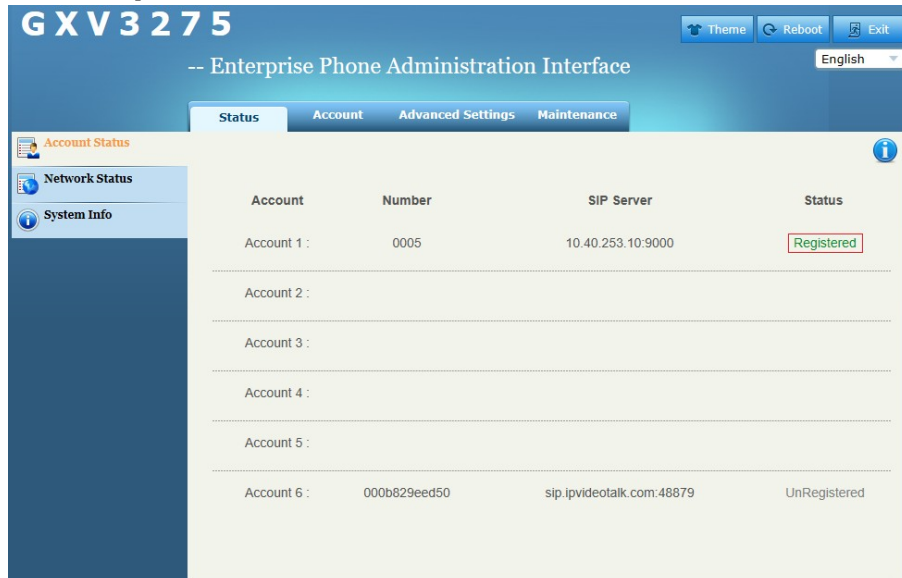 GXV3275
Theme Reboot Exit
-- Enterprise Phone Administration Interface
English
Status Account Advanced Settings Maintenance
Account Status
Network Status
System Info
Account Number SIP Server Status
Account 1 : 0005 10.40.253.10:9000 Registered
Account 2 :
Account 3 :
Account 4 :
Account 5 :
Account 6 : 000b829eed50 sip.ipvideotalk.com:48879 UnRegistered